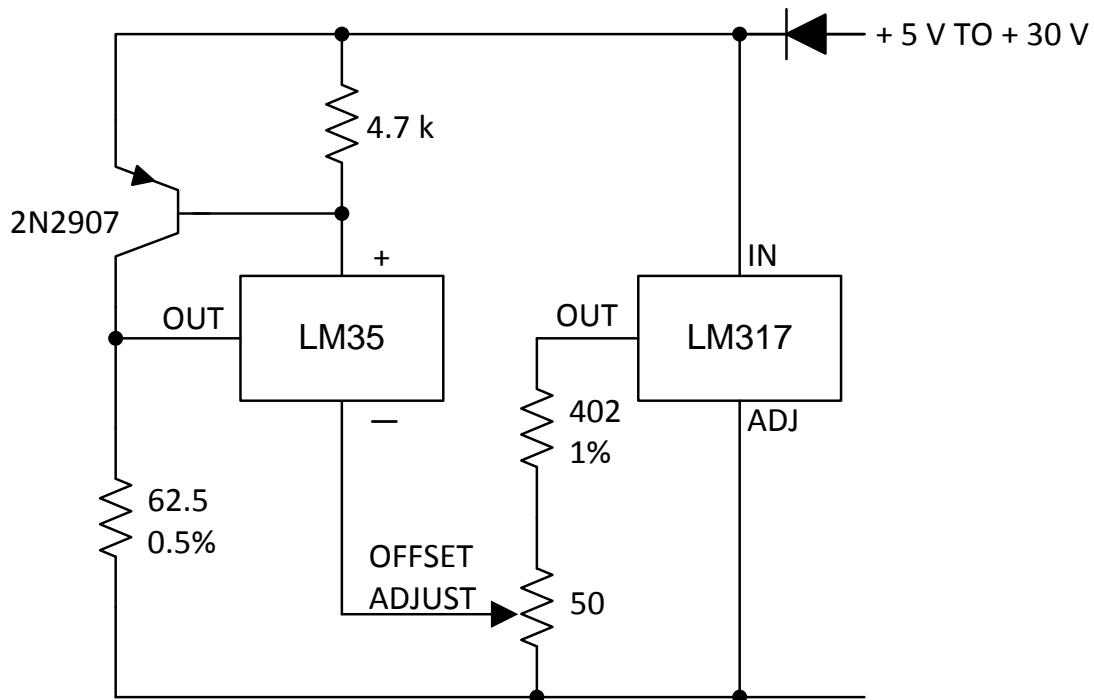 + 5 V TO + 30 V
4.7 k
2N2907
+
IN
OUT
LM35
OUT
LM317
—
402
1%
ADJ
62.5
0.5%
OFFSET
ADJUST
50